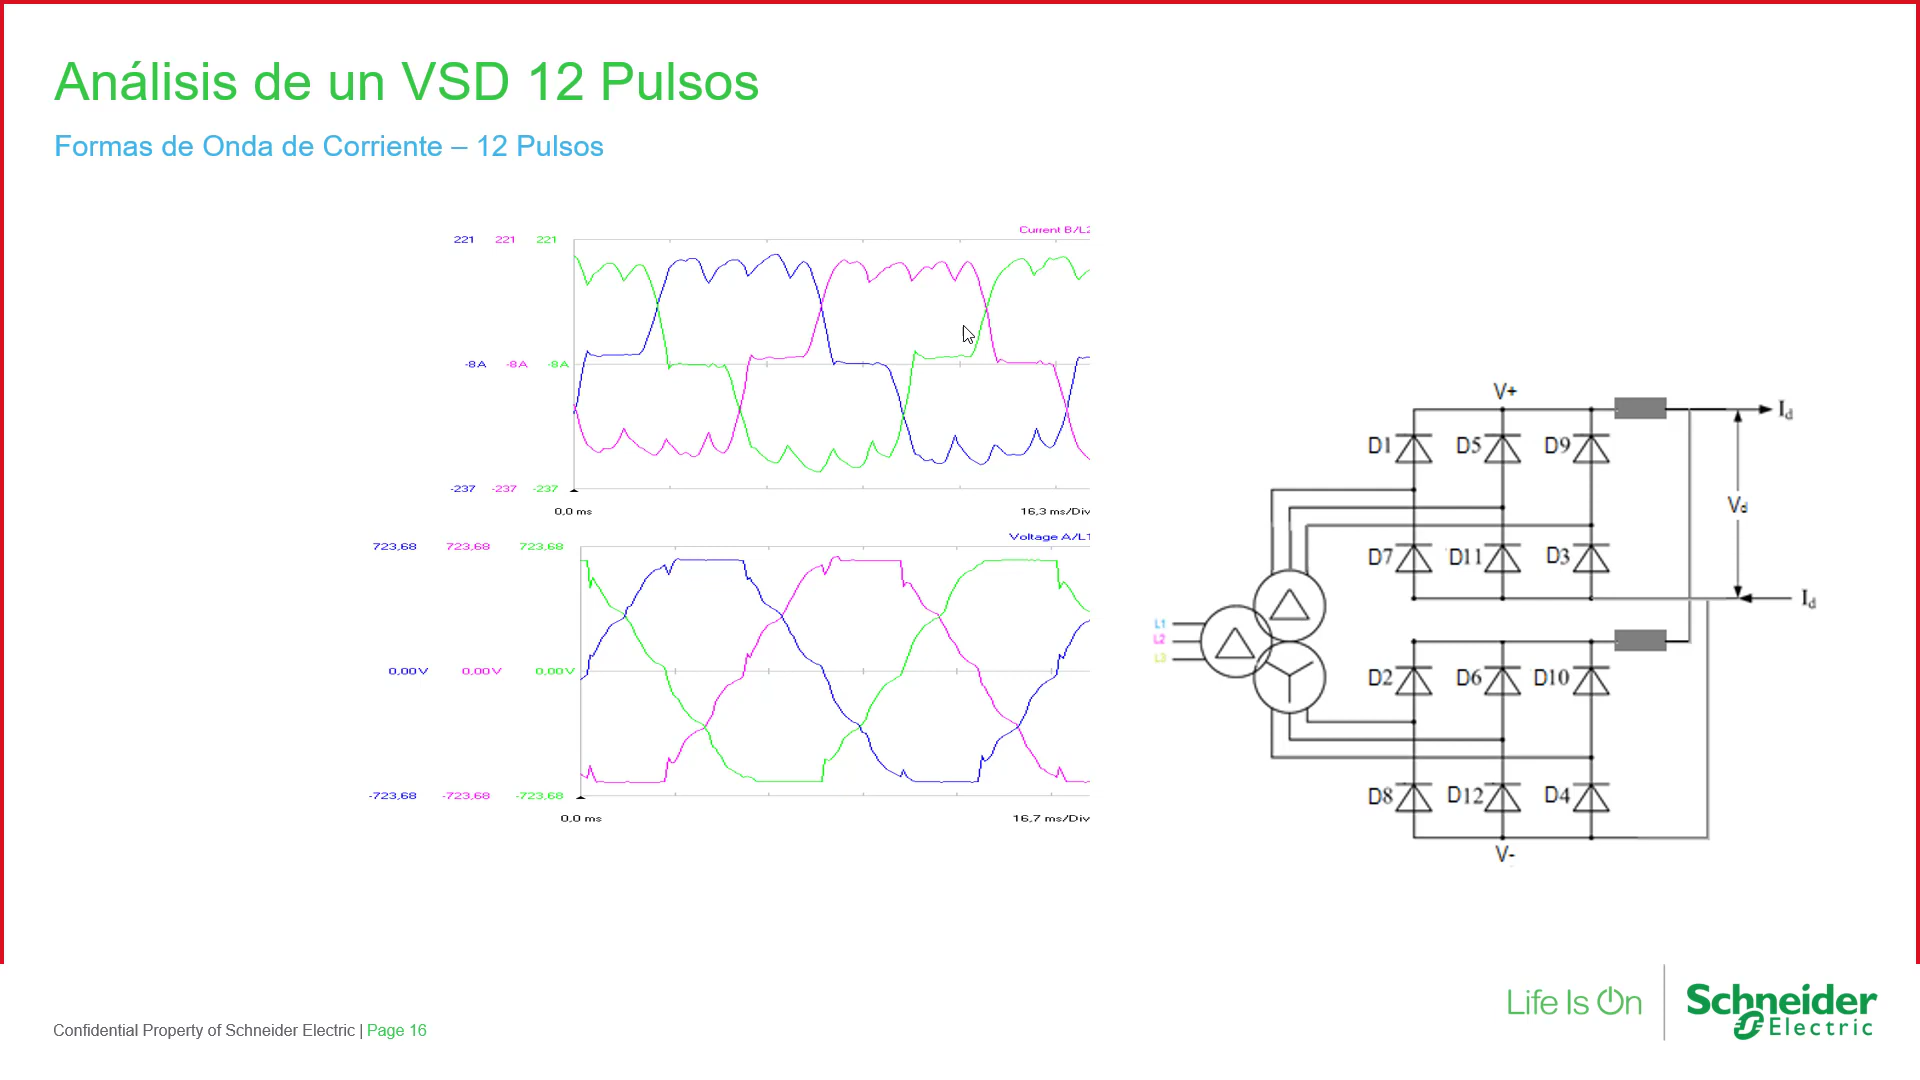 Análisis de un VSD 12 Pulsos
Formas de Onda de Corriente – 12 Pulsos
Current B/L2
221 221 221
-8A -8A -8A
-237 -237 -237
0,0 ms 16,3 ms/Div
Voltage A/L1
723,68 723,68 723,68
0,00V 0,00V 0,00V
-723,68 -723,68 -723,68
0,0 ms 16,7 ms/Div
V+
Id
D1 D5 D9
Vd
D7 D11 D3
Id
L1
L2
L3
D2 D6 D10
D8 D12 D4
V-
Life Is On
Schneider
Electric
Confidential Property of Schneider Electric | Page 16